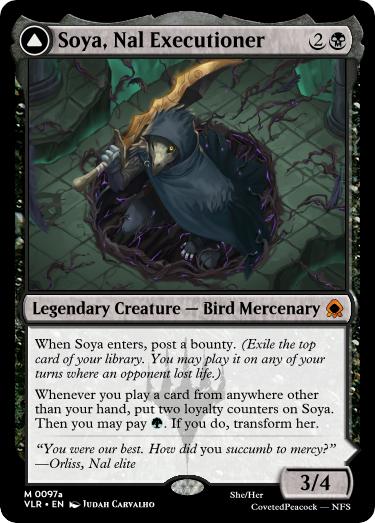 Soya, Nal Executioner 2
Legendary Creature — Bird Mercenary
When Soya enters, post a bounty. (Exile the top
card of your library. You may play it on any of your
turns where an opponent lost life.)
Whenever you play a card from anywhere other
than your hand, put two loyalty counters on Soya.
Then you may pay . If you do, transform her.
“You were our best. How did you succumb to mercy?”
—Orliss, Nal elite
3/4
M 0097a
VLR • EN Judah Carvalho
She/Her
CovetedPeacock — NFS